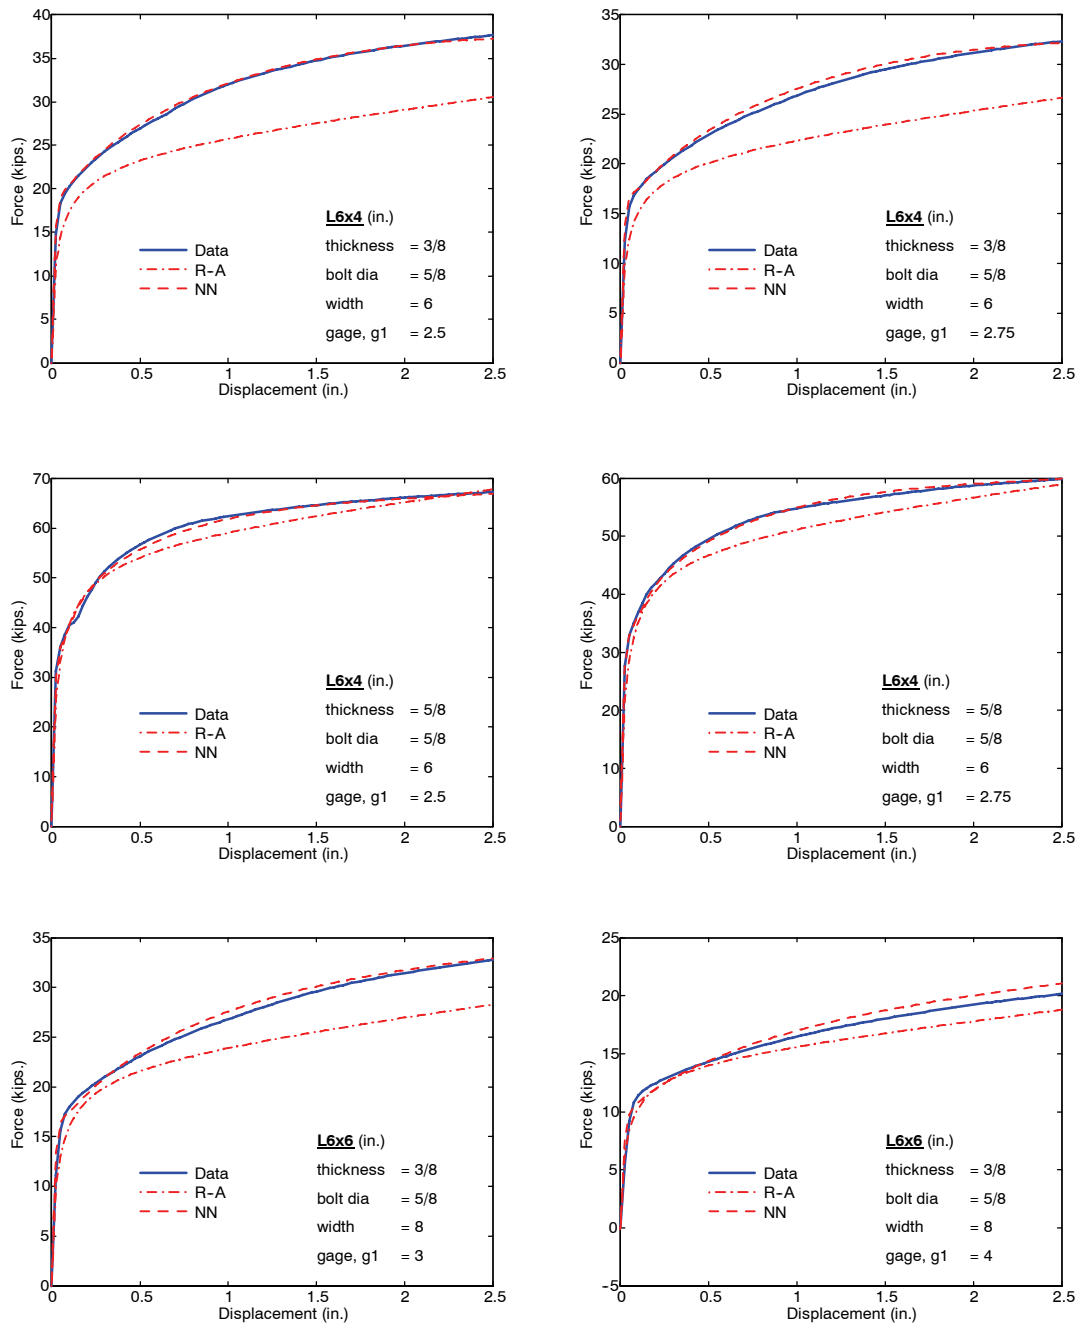 40
35
30
25
20
15
10
5
0
Force (kips.)
Data
R-A
NN
L6x4 (in.)
thickness = 3/8
bolt dia = 5/8
width = 6
gage, g1 = 2.5
0 0.5 1 1.5 2 2.5
Displacement (in.)
35
30
25
20
15
10
5
0
Force (kips.)
Data
R-A
NN
L6x4 (in.)
thickness = 3/8
bolt dia = 5/8
width = 6
gage, g1 = 2.75
0 0.5 1 1.5 2 2.5
Displacement (in.)
70
60
50
40
30
20
10
0
Force (kips.)
Data
R-A
NN
L6x4 (in.)
thickness = 5/8
bolt dia = 5/8
width = 6
gage, g1 = 2.5
0 0.5 1 1.5 2 2.5
Displacement (in.)
60
50
40
30
20
10
0
Force (kips.)
Data
R-A
NN
L6x4 (in.)
thickness = 5/8
bolt dia = 5/8
width = 6
gage, g1 = 2.75
0 0.5 1 1.5 2 2.5
Displacement (in.)
35
30
25
20
15
10
5
0
Force (kips.)
Data
R-A
NN
L6x6 (in.)
thickness = 3/8
bolt dia = 5/8
width = 8
gage, g1 = 3
0 0.5 1 1.5 2 2.5
Displacement (in.)
25
20
15
10
5
0
-5
Force (kips.)
Data
R-A
NN
L6x6 (in.)
thickness = 3/8
bolt dia = 5/8
width = 8
gage, g1 = 4
0 0.5 1 1.5 2 2.5
Displacement (in.)